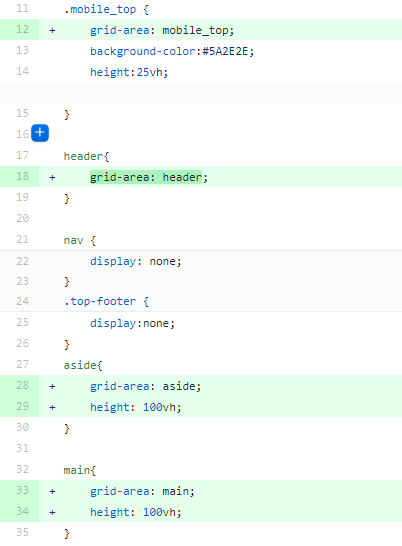 11 .mobile_top {
12 + grid-area: mobile_top;
13 background-color:#5A2E2E;
14 height:25vh;
15 }
16 +
17 header{
18 + grid-area: header;
19 }
20
21 nav {
22 display: none;
23 }
24 .top-footer {
25 display:none;
26 }
27 aside{
28 + grid-area: aside;
29 + height: 100vh;
30 }
31
32 main{
33 + grid-area: main;
34 + height: 100vh;
35 }